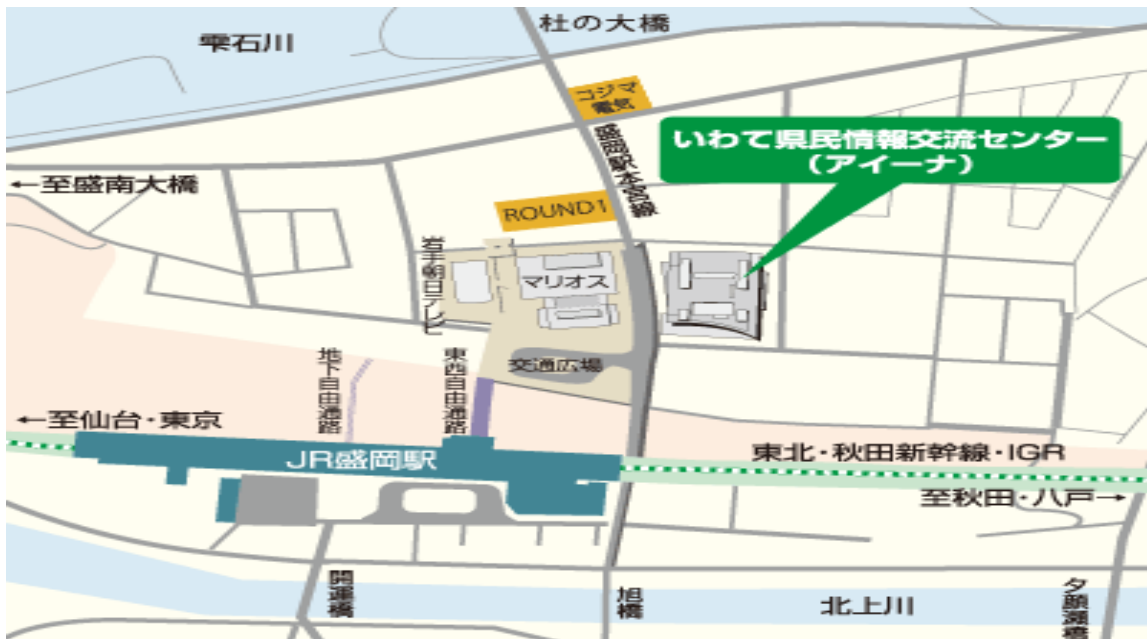 杜の大橋
雫石川
コジマ
電気
盛岡駅本宮線
いわて県民情報交流センター
(アイーナ)
←至盛南大橋
ROUND1
岩手朝日テレビ
マリオス
交通広場
地下自由通路
東西自由通路
←至仙台・東京
JR盛岡駅
東北・秋田新幹線・IGR
至秋田・八戸→
開運橋
旭橋
北上川
夕顔瀬橋